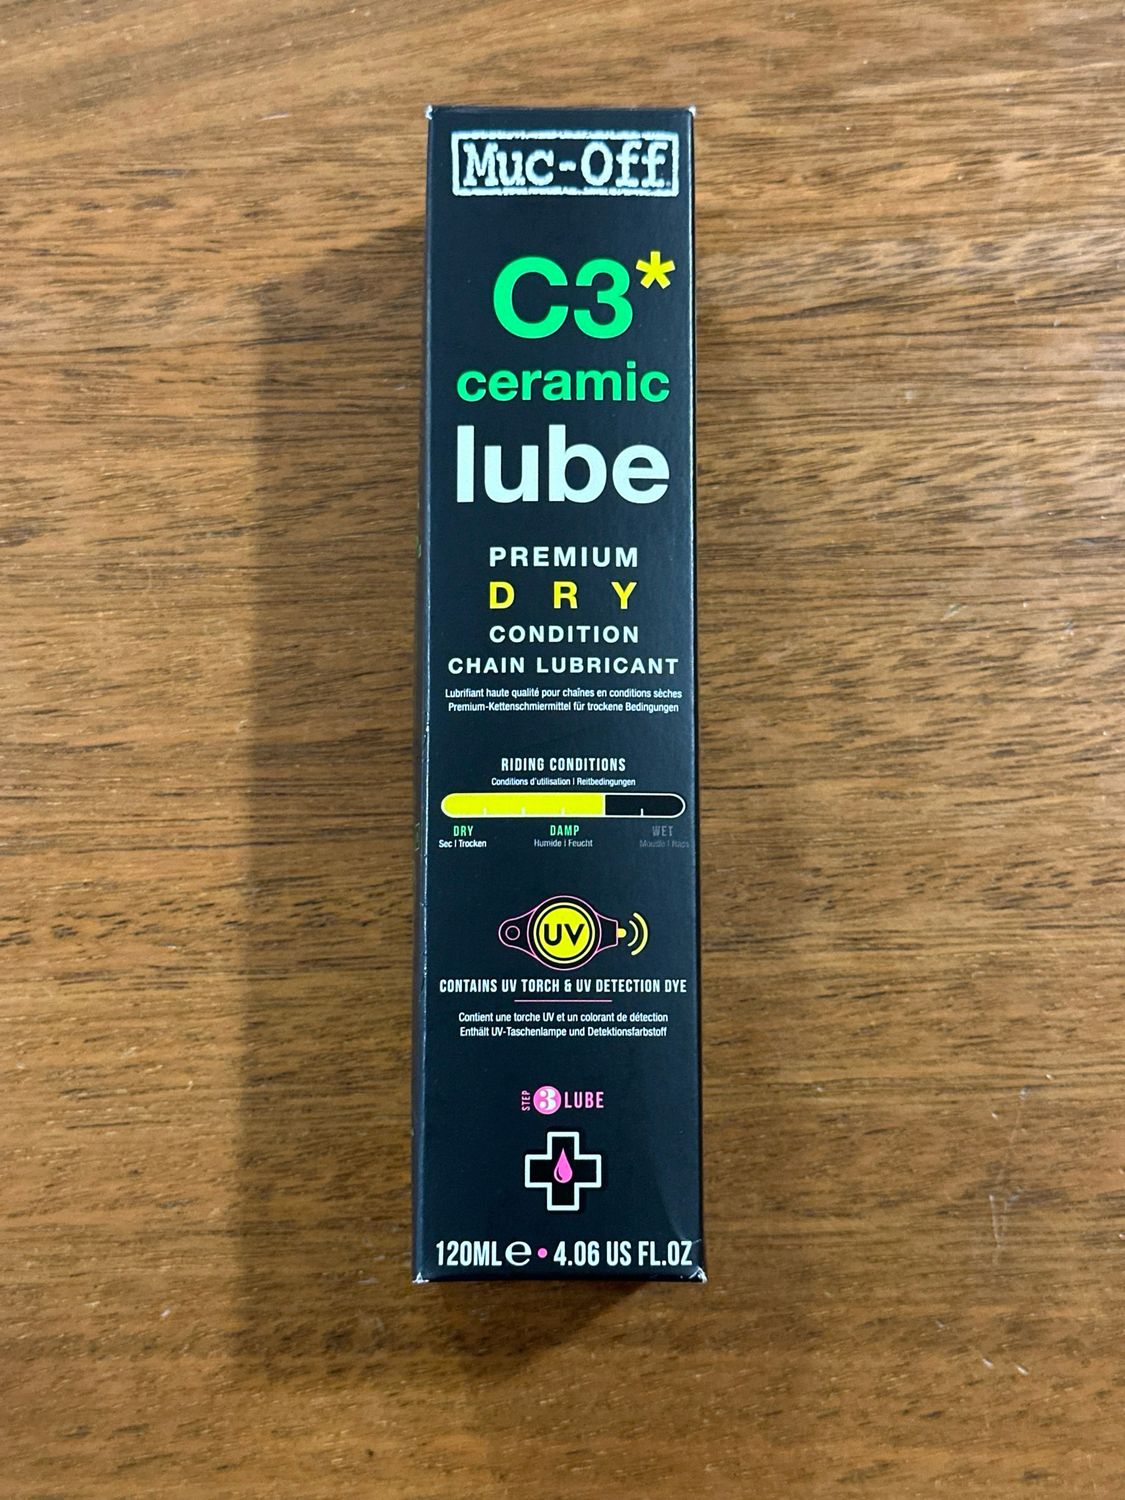 Muc-Off
C3*
ceramic
lube
PREMIUM
DRY
CONDITION
CHAIN LUBRICANT
Lubrifiant haute qualité pour chaînes en conditions sèches
Premium-Kettenschmiermittel für trockene Bedingungen
RIDING CONDITIONS
Conditions d'utilisation | Reitbedingungen
DRY DAMP WET
Sec | Trocken Humide | Feucht
UV
CONTAINS UV TORCH & UV DETECTION DYE
Contient une torche UV et un colorant de détection
Enthält UV-Taschenlampe und Detektionsfarbstoff
STEP 3 LUBE
120ML e • 4.06 US FL.OZ